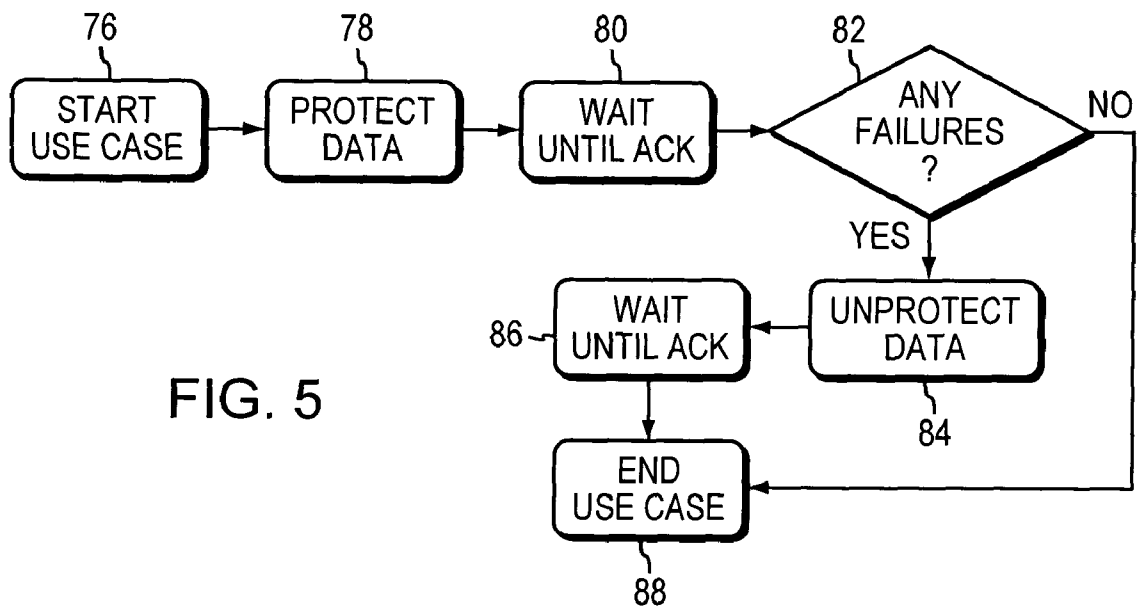 76
START
USE CASE
78
PROTECT
DATA
80
WAIT
UNTIL ACK
82
ANY
FAILURES
?
NO
YES
UNPROTECT
DATA
84
WAIT
UNTIL ACK
86
END
USE CASE
88
FIG. 5